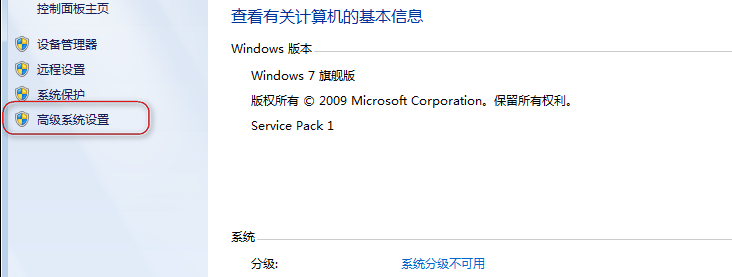 控制面板主页
设备管理器
远程设置
系统保护
高级系统设置
查看有关计算机的基本信息
Windows 版本
Windows 7 旗舰版
版权所有 © 2009 Microsoft Corporation。保留所有权利。
Service Pack 1
系统
分级: 系统分级不可用